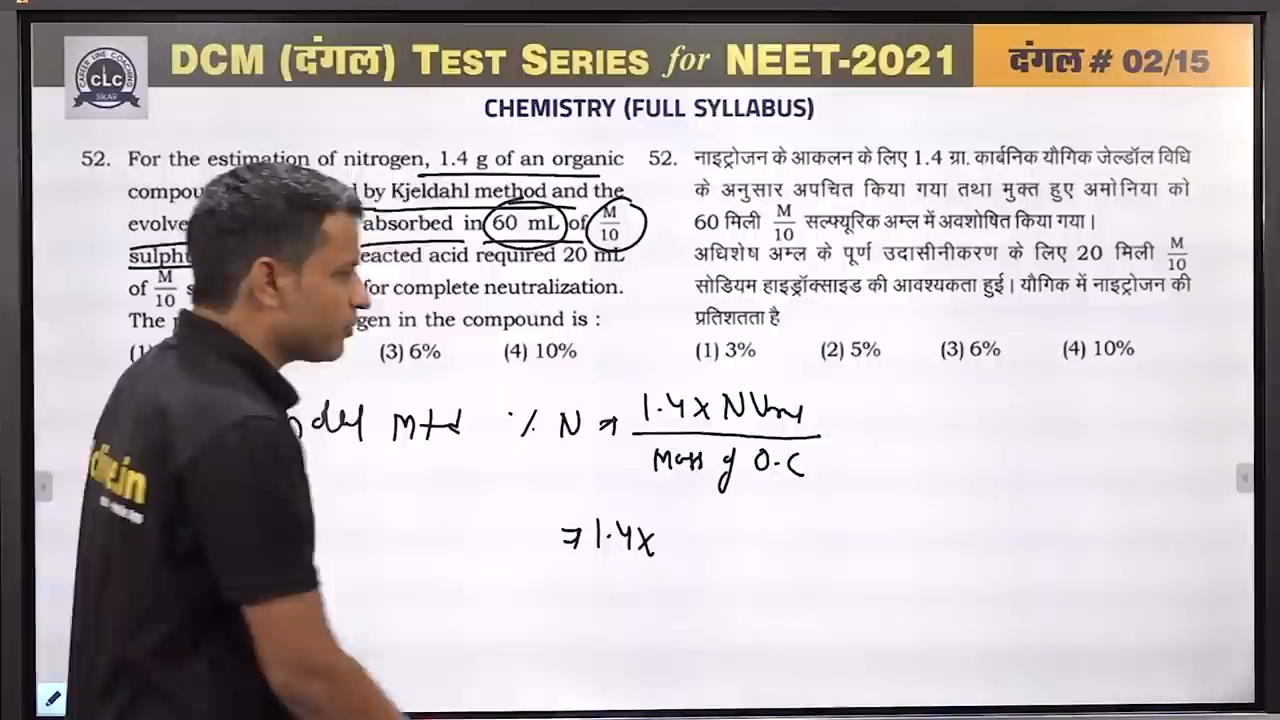 DCM (दंगल) TEST SERIES for NEET-2021
दंगल # 02/15
CAREER LINE COACHING
CLC
SIKAR
CHEMISTRY (FULL SYLLABUS)
52. For the estimation of nitrogen, 1.4 g of an organic
by Kjeldahl method and the
absorbed in 60 mL of M/10
required 20 mL
of M/10 for complete neutralization.
The in the compound is :
(3) 6% (4) 10%
52. नाइट्रोजन के आकलन के लिए 1.4 ग्रा. कार्बनिक यौगिक जेल्डॉल विधि
के अनुसार अपचित किया गया तथा मुक्त हुए अमोनिया को
60 मिली M/10 सल्फ्यूरिक अम्ल में अवशोषित किया गया।
अधिशेष अम्ल के पूर्ण उदासीनीकरण के लिए 20 मिली M/10
सोडियम हाइड्रॉक्साइड की आवश्यकता हुई। यौगिक में नाइट्रोजन की
प्रतिशतता है
(1) 3% (2) 5% (3) 6% (4) 10%
% N ⇒ 1.4 x N V
Mass of O.C
⇒ 1.4x